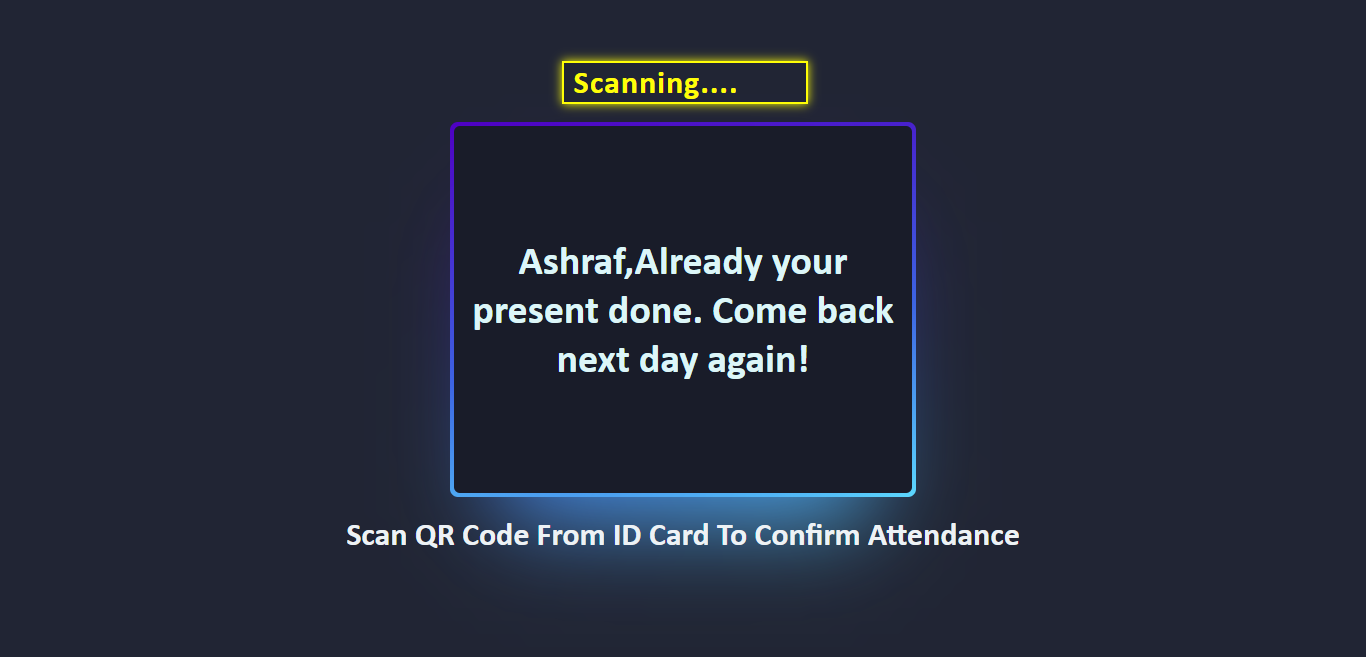 Scanning....
Ashraf,Already your
present done. Come back
next day again!
Scan QR Code From ID Card To Confirm Attendance